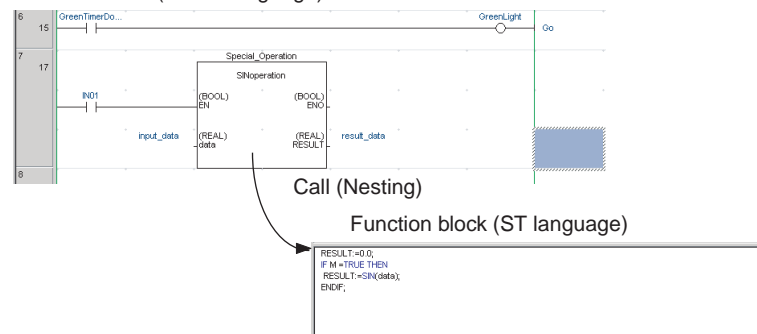 6
15
GreenTimerDo...
GreenLight
Go
7
17
Special_Operation
SINoperation
IN01
(BOOL)
EN
(BOOL)
ENO
input_data
(REAL)
data
(REAL)
RESULT
result_data
8
Call (Nesting)
Function block (ST language)
RESULT:=0.0;
IF M =TRUE THEN
RESULT:=SIN(data);
ENDIF;